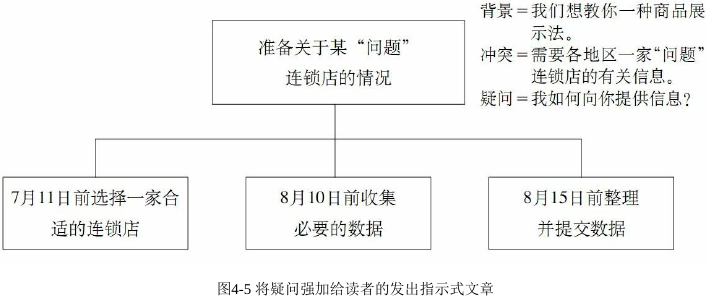 背景＝我们想教你一种商品展
示法。
冲突＝需要各地区一家“问题”
连锁店的有关信息。
疑问＝我如何向你提供信息?
准备关于某“问题”
连锁店的情况
7月11日前选择一家合
适的连锁店
8月10日前收集
必要的数据
8月15日前整理
并提交数据
图4-5 将疑问强加给读者的发出指示式文章